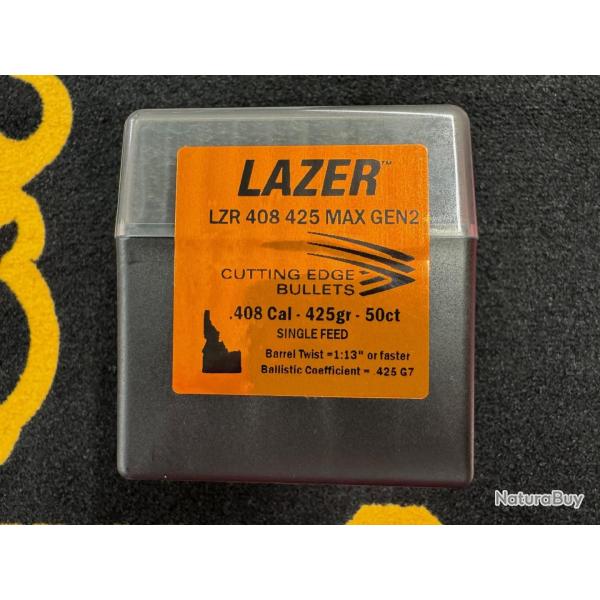 LAZER™
LZR 408 425 MAX GEN2
CUTTING EDGE
BULLETS
.408 Cal - 425gr - 50ct
SINGLE FEED
Barrel Twist =1:13" or faster
Ballistic Coefficient = .425 G7
NaturaBuy